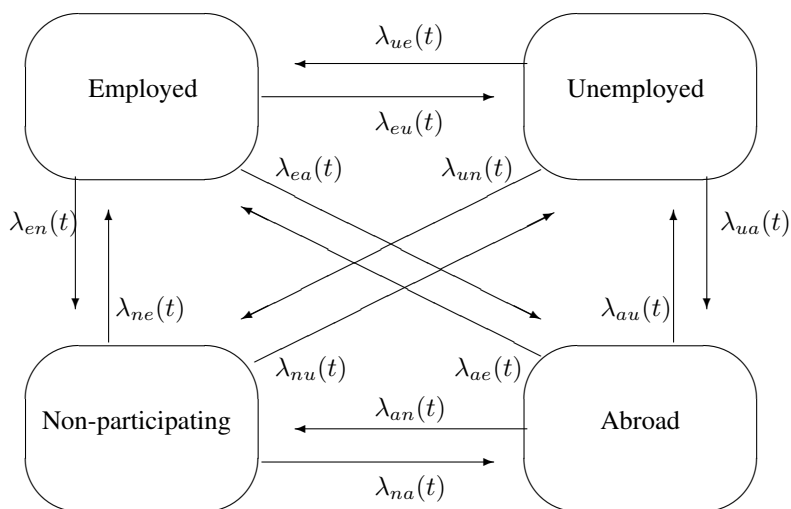 λue(t)
Employed
Unemployed
λeu(t)
λea(t)
λun(t)
λen(t)
λua(t)
λne(t)
λau(t)
λnu(t)
λae(t)
λan(t)
Non-participating
Abroad
λna(t)